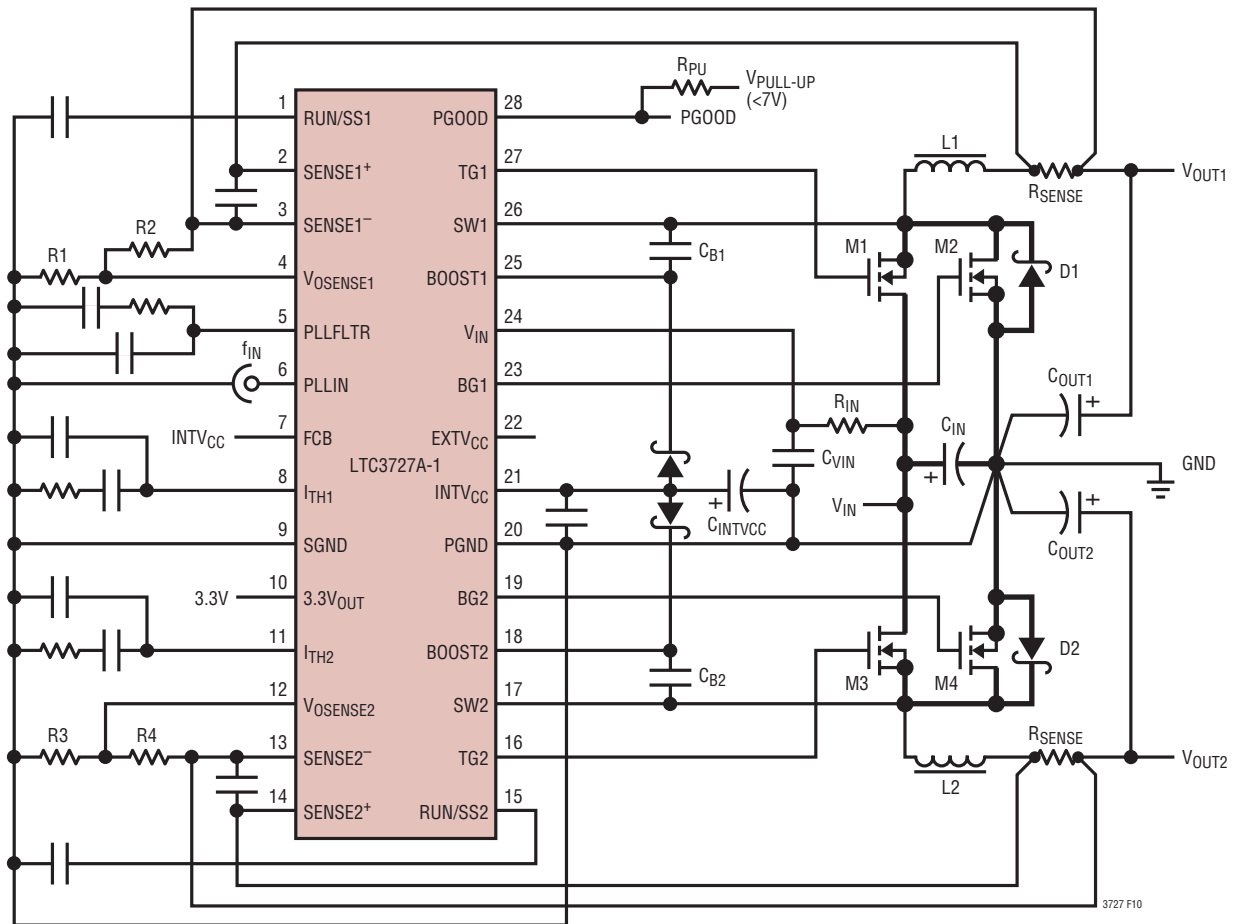 R_PU
V_PULL-UP
(<7V)
1
RUN/SS1
PGOOD
28
PGOOD
2
SENSE1⁺
TG1
27
L1
R_SENSE
V_OUT1
3
SENSE1⁻
SW1
26
R2
R1
C_B1
M1
M2
D1
4
V_OSENSE1
BOOST1
25
5
PLLFLTR
V_IN
24
f_IN
6
PLLIN
BG1
23
C_OUT1
+
R_IN
C_IN
+
7
FCB
EXTV_CC
22
INTV_CC
LTC3727A-1
C_VIN
GND
8
I_TH1
INTV_CC
21
+
C_INTVCC
V_IN
+
C_OUT2
9
SGND
PGND
20
10
3.3V_OUT
BG2
19
3.3V
11
I_TH2
BOOST2
18
D2
C_B2
M3
M4
12
V_OSENSE2
SW2
17
R3
R4
R_SENSE
13
SENSE2⁻
TG2
16
V_OUT2
L2
14
SENSE2⁺
RUN/SS2
15
3727 F10